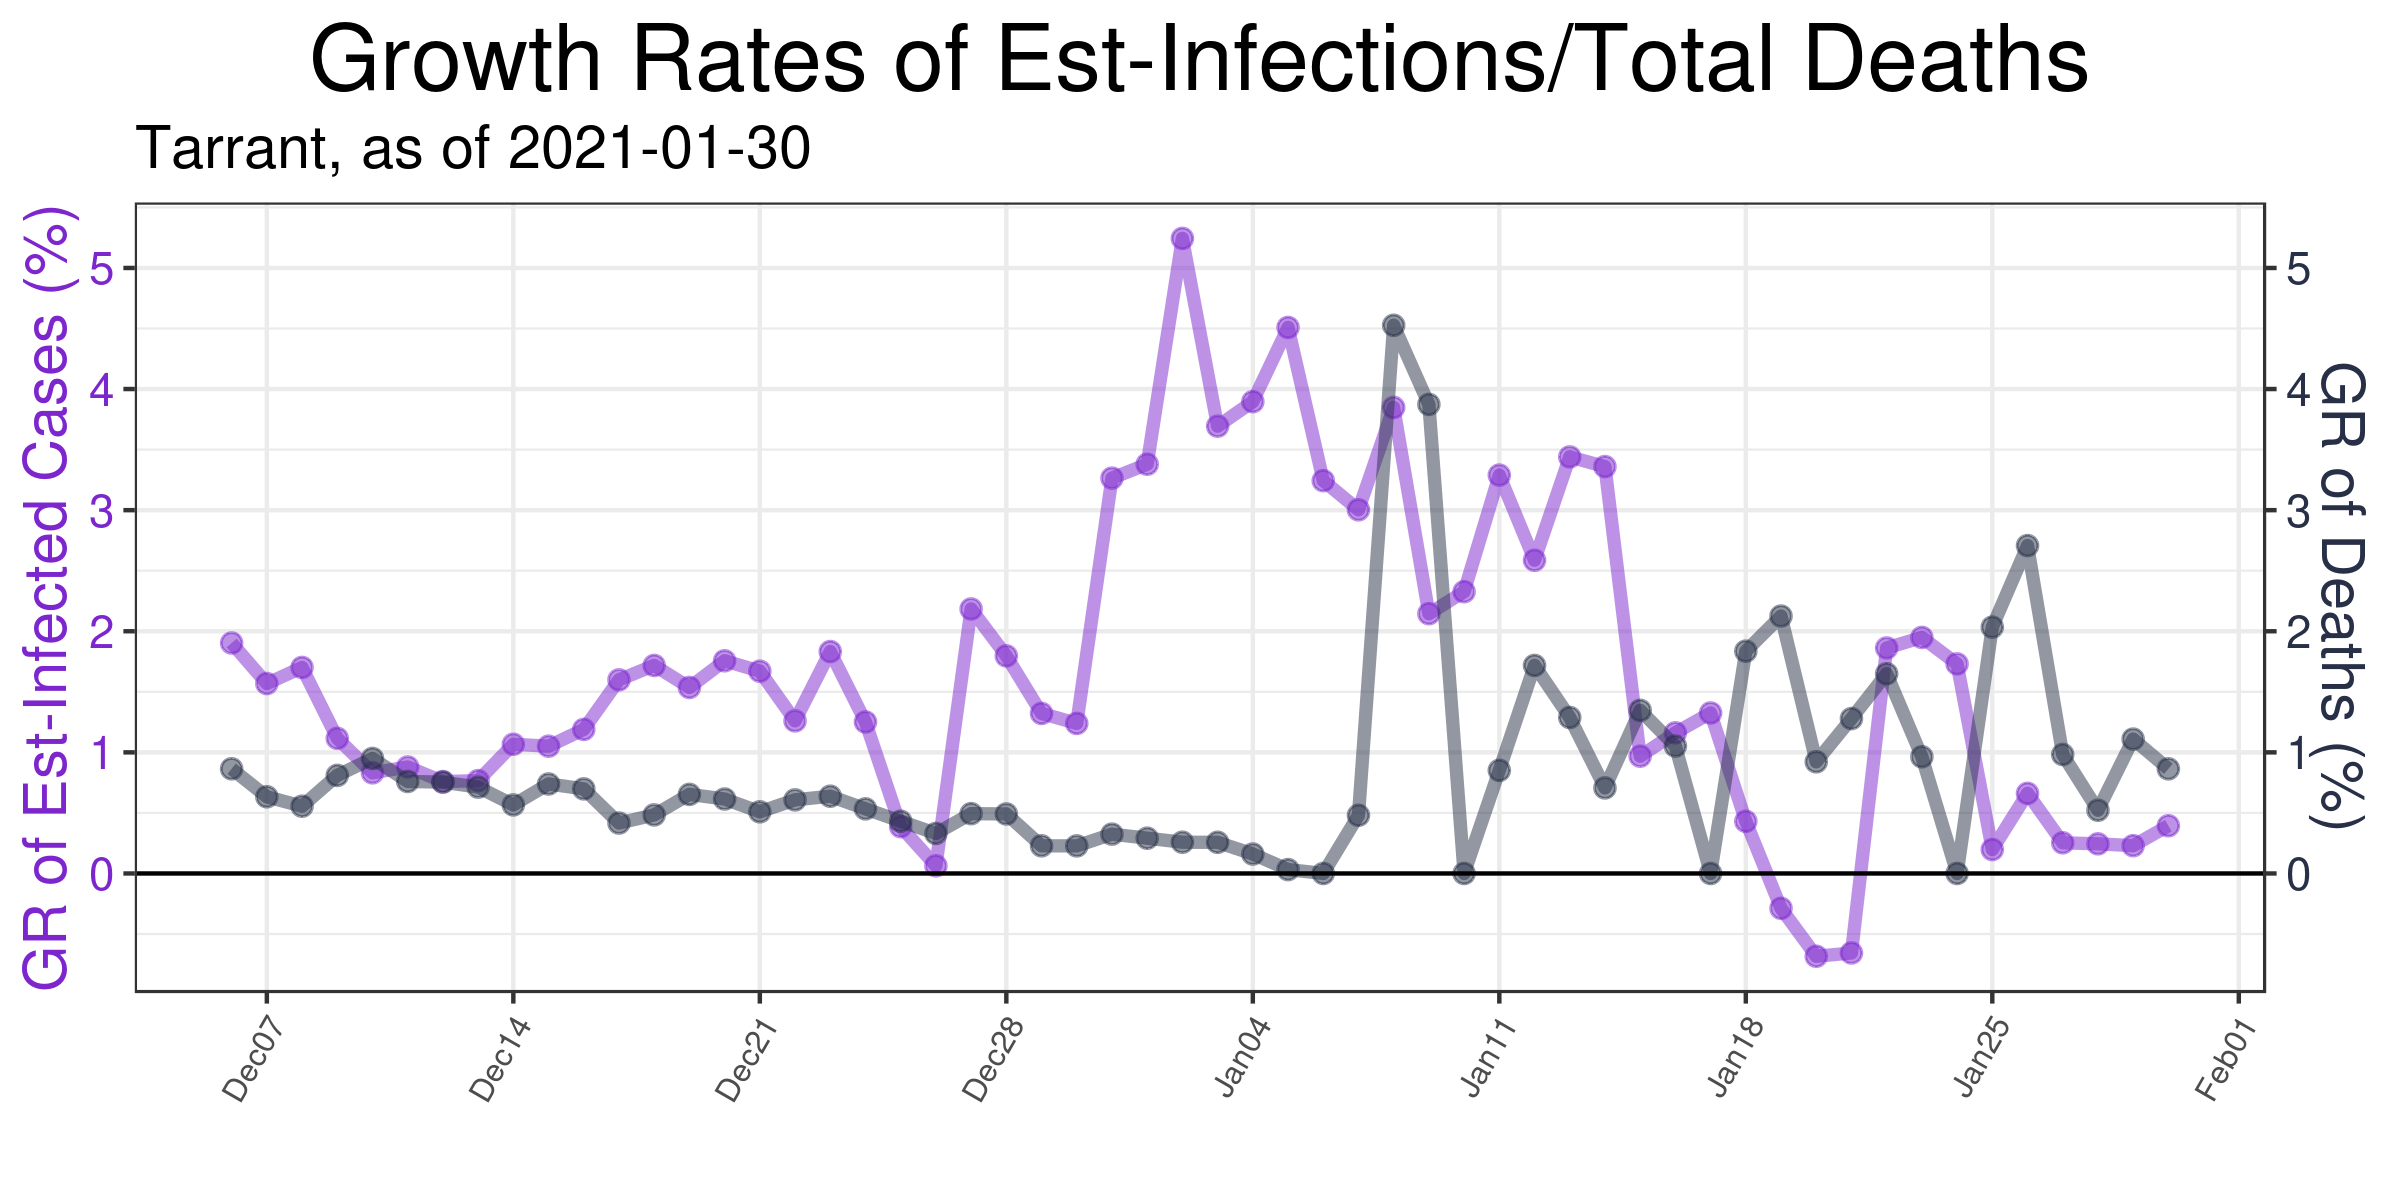 Growth Rates of Est-Infections/Total Deaths
Tarrant, as of 2021-01-30
GR of Est-Infected Cases (%)
5
4
3
2
1
0
5
4
3
2
1
0
GR of Deaths (%)
Dec07
Dec14
Dec21
Dec28
Jan04
Jan11
Jan18
Jan25
Feb01